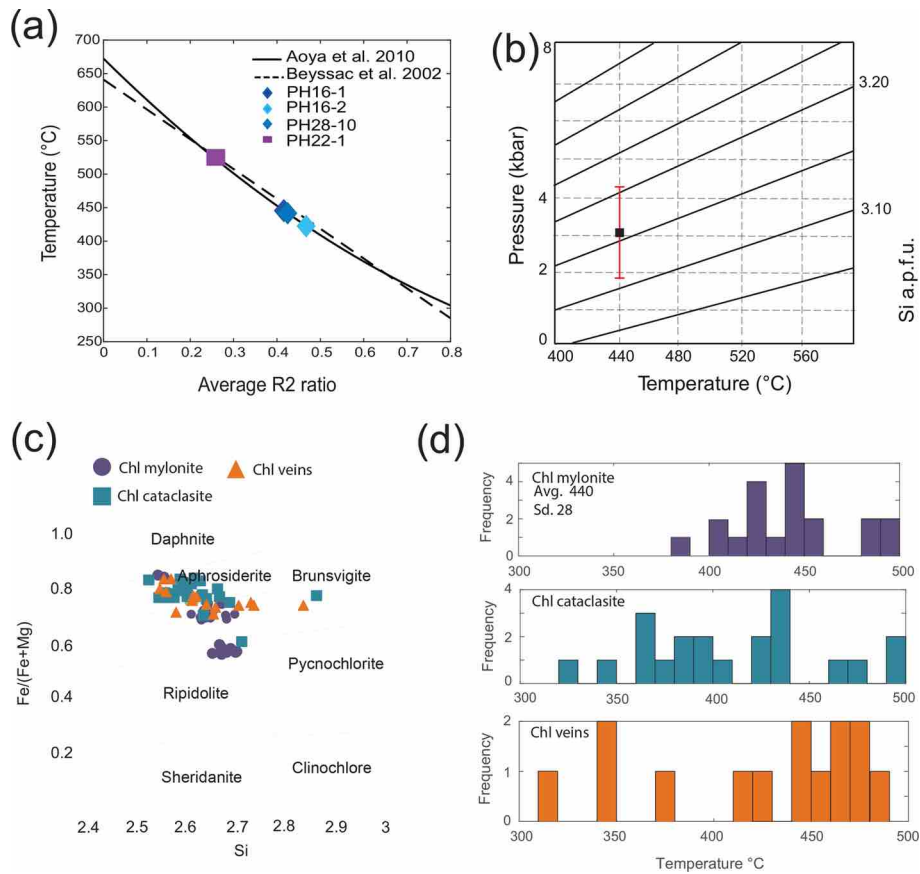 (a)
700
650
600
550
500
450
400
350
300
250
0
0.1
0.2
0.3
0.4
0.5
0.6
0.7
0.8
Temperature (°C)
Average R2 ratio
Aoya et al. 2010
Beyssac et al. 2002
PH16-1
PH16-2
PH28-10
PH22-1
(b)
8
4
2
0
400
440
480
520
560
Pressure (kbar)
Temperature (°C)
3.20
3.10
Si a.p.f.u.
(c)
Chl mylonite
Chl veins
Chl cataclasite
1.0
0.8
0.6
0.4
0.2
Fe/(Fe+Mg)
Daphnite
Aphrosiderite
Brunsvigite
Pycnochlorite
Ripidolite
Sheridanite
Clinochlore
2.4
2.5
2.6
2.7
2.8
2.9
3
Si
(d)
Chl mylonite
Avg. 440
Sd. 28
4
2
0
Frequency
300
350
400
450
500
Chl cataclasite
4
2
0
Frequency
300
350
400
450
500
Chl veins
2
1
0
Frequency
300
350
400
450
500
Temperature °C